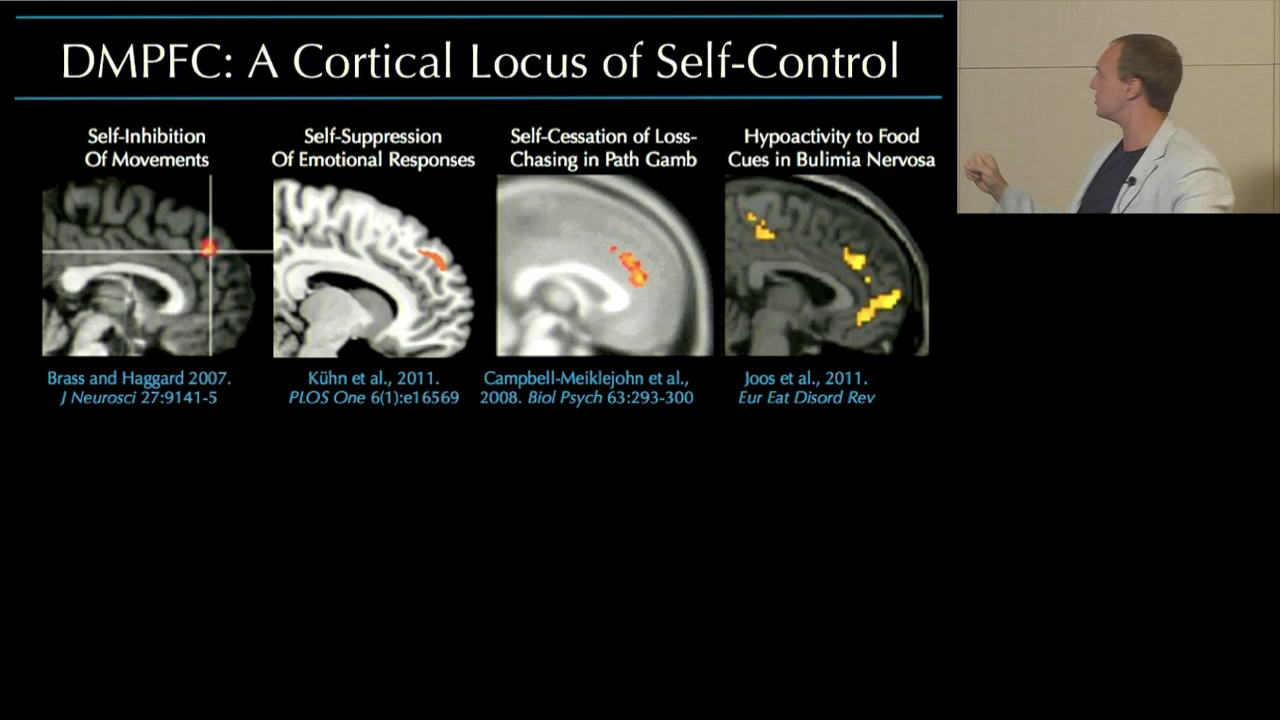 DMPFC: A Cortical Locus of Self-Control
Self-Inhibition
Of Movements
Self-Suppression
Of Emotional Responses
Self-Cessation of Loss-
Chasing in Path Gamb
Hypoactivity to Food
Cues in Bulimia Nervosa
Brass and Haggard 2007.
J Neurosci 27:9141-5
Kühn et al., 2011.
PLOS One 6(1):e16569
Campbell-Meiklejohn et al.,
2008. Biol Psych 63:293-300
Joos et al., 2011.
Eur Eat Disord Rev